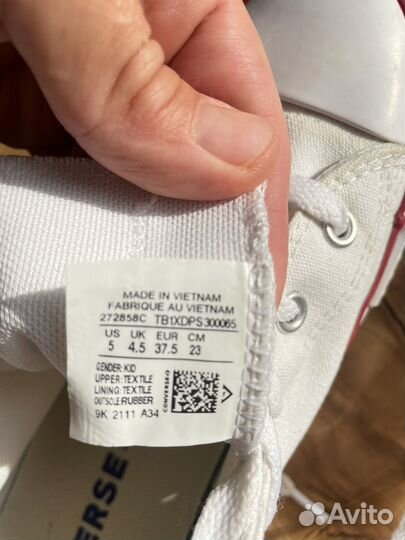 MADE IN VIETNAM
FABRIQUE AU VIETNAM
272858C TB1XDPS300065
US UK EUR CM
5 4.5 37.5 23
GENDER: KID
UPPER: TEXTILE
LINING: TEXTILE
OUTSOLE: RUBBER
9K 2111 A34
CONVERSE
ERSE
Avito